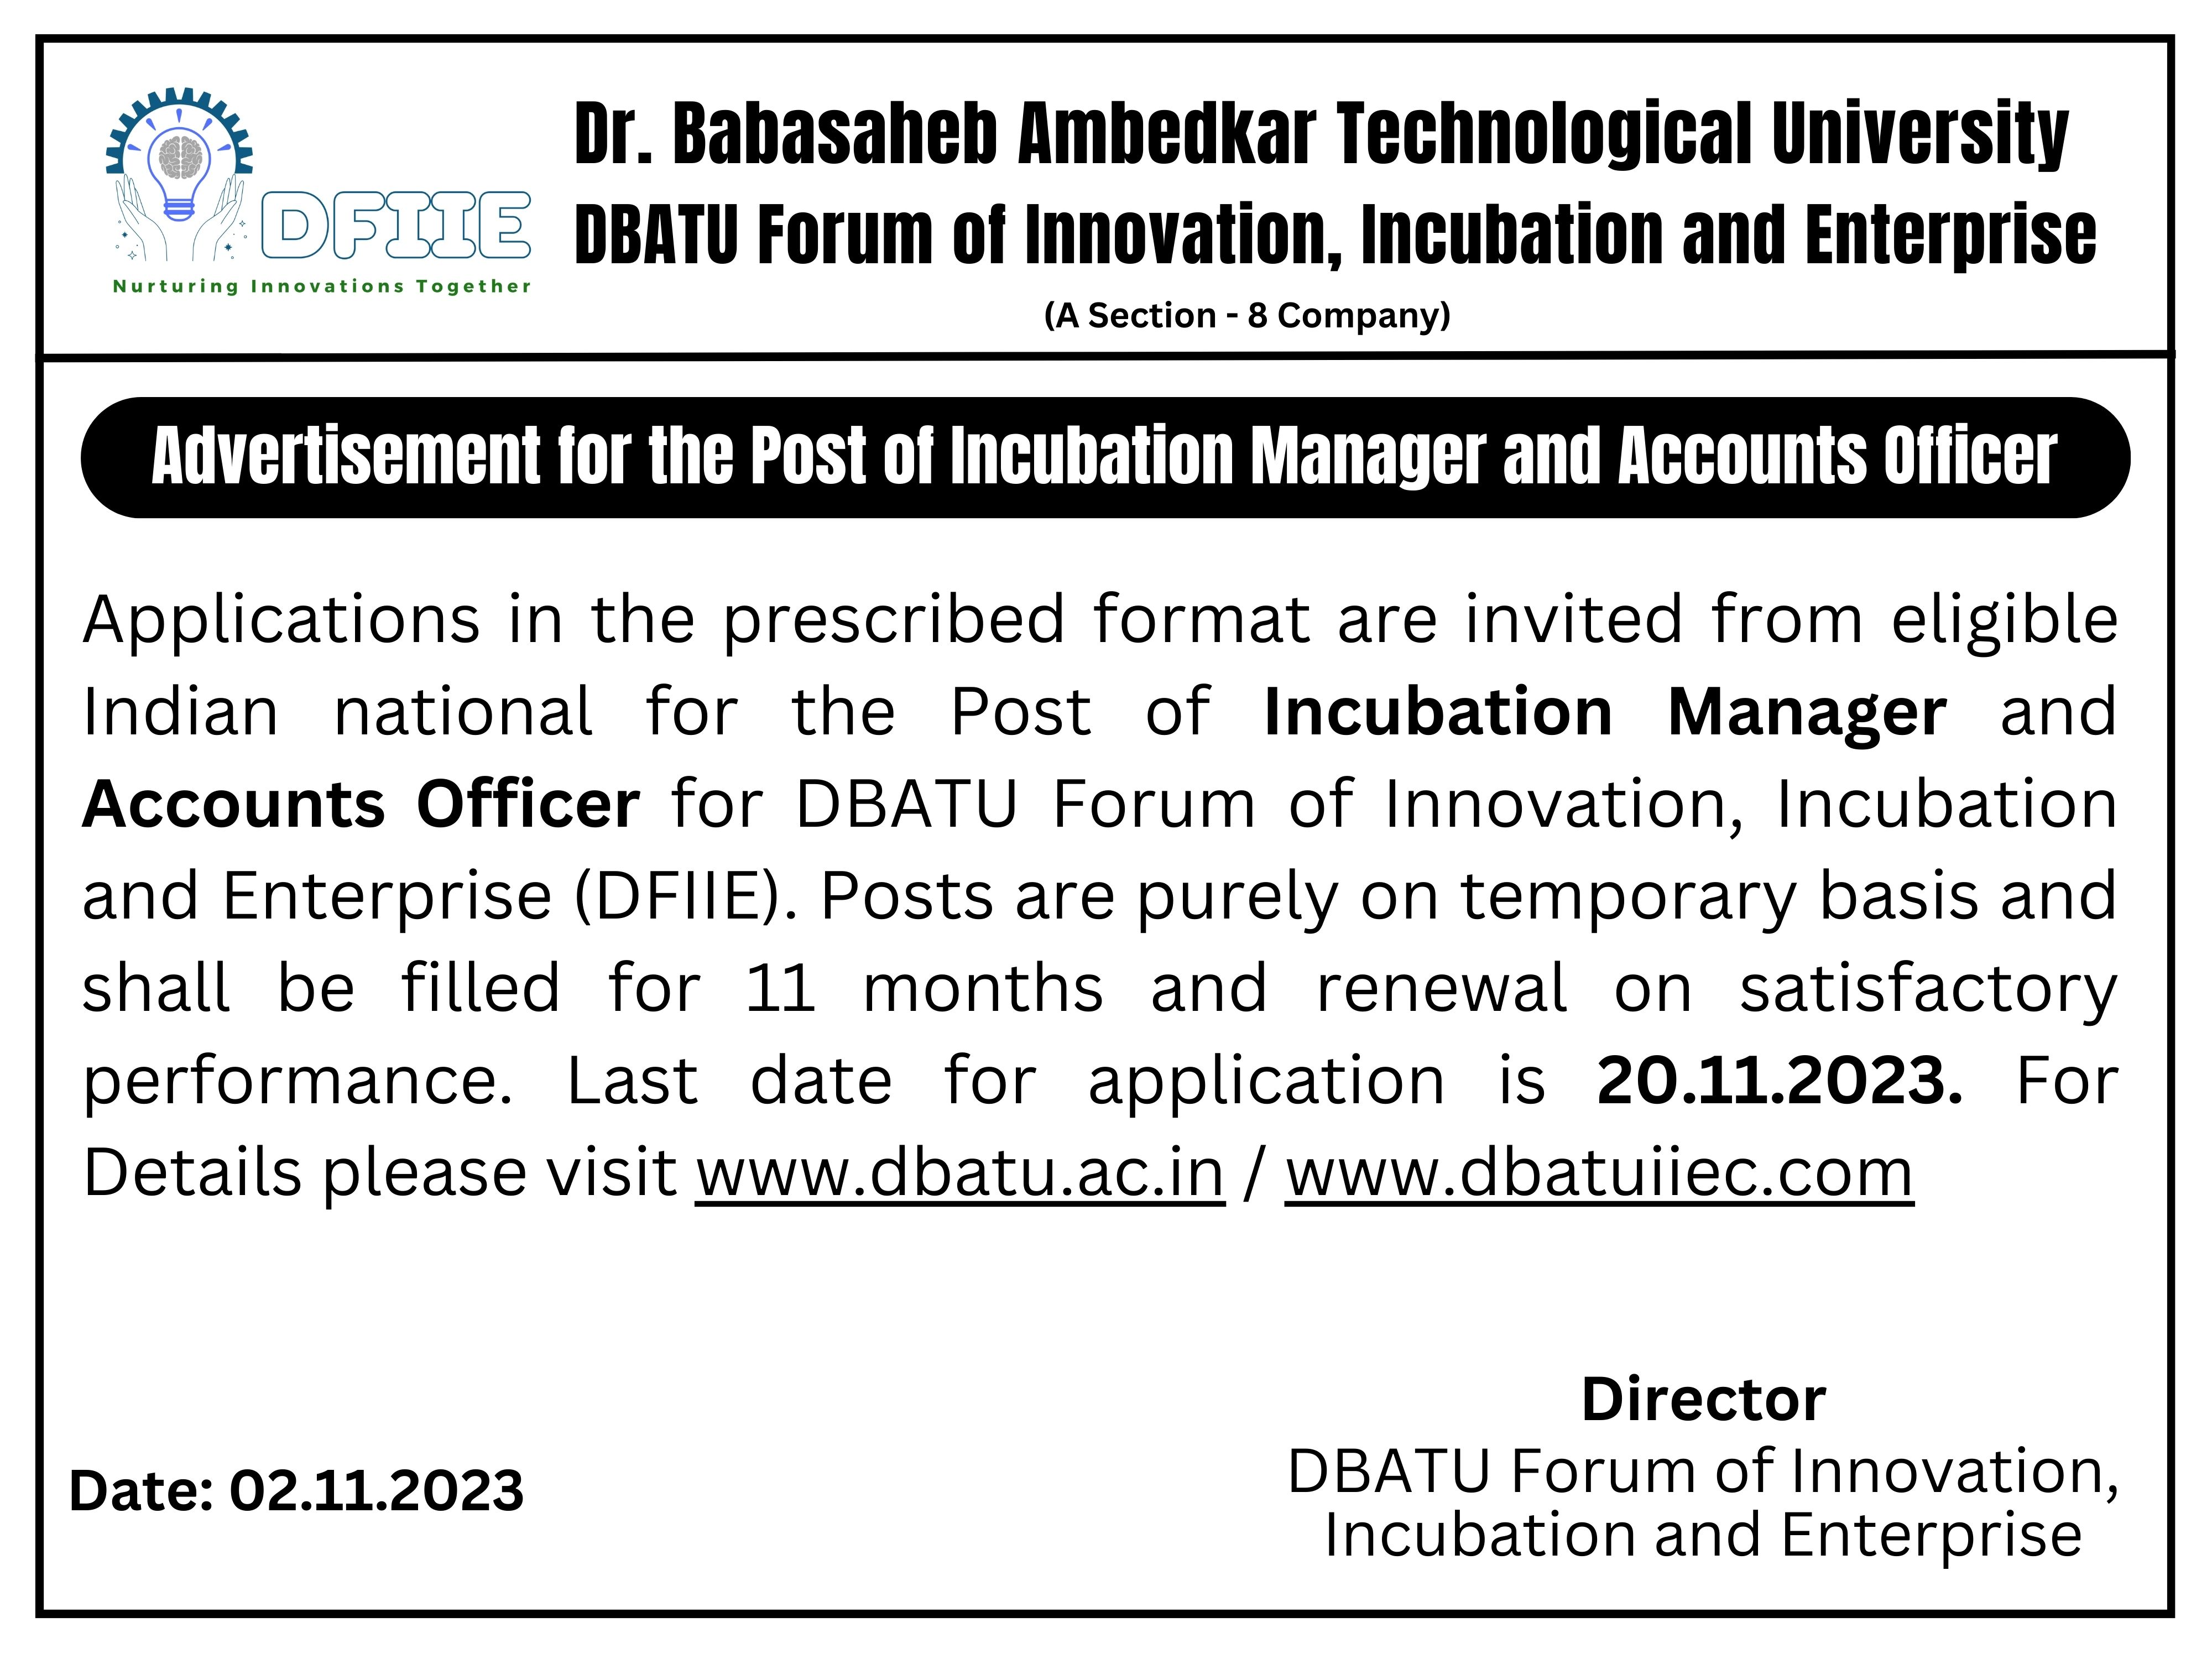 DFIIE
Nurturing Innovations Together
Dr. Babasaheb Ambedkar Technological University
DBATU Forum of Innovation, Incubation and Enterprise
(A Section - 8 Company)
Advertisement for the Post of Incubation Manager and Accounts Officer
Applications in the prescribed format are invited from eligible
Indian national for the Post of Incubation Manager and
Accounts Officer for DBATU Forum of Innovation, Incubation
and Enterprise (DFIIE). Posts are purely on temporary basis and
shall be filled for 11 months and renewal on satisfactory
performance. Last date for application is 20.11.2023. For
Details please visit www.dbatu.ac.in / www.dbatuiiec.com
Director
DBATU Forum of Innovation,
Incubation and Enterprise
Date: 02.11.2023